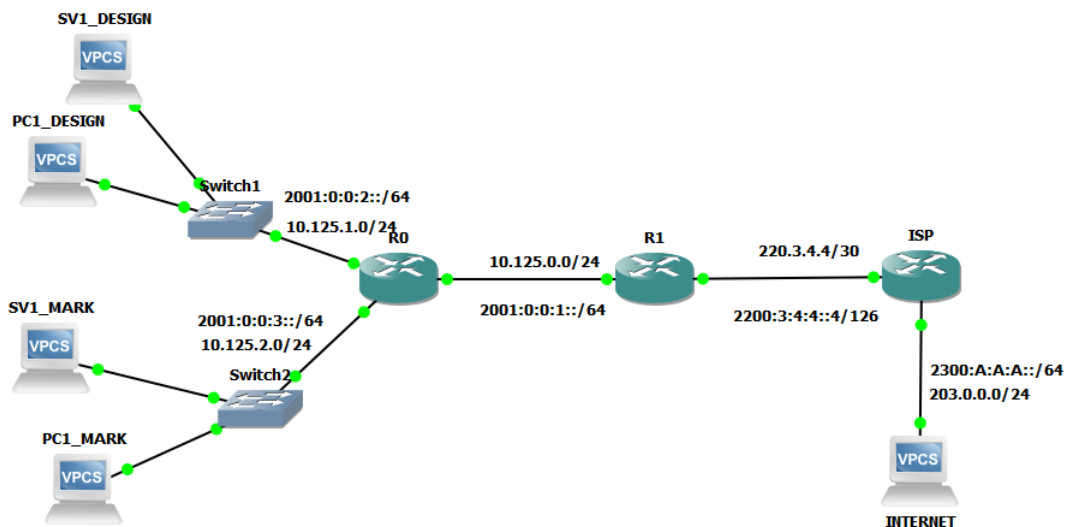 SV1_DESIGN
VPCS
PC1_DESIGN
VPCS
Switch1
2001:0:0:2::/64
10.125.1.0/24
R0
R1
ISP
10.125.0.0/24
220.3.4.4/30
2001:0:0:1::/64
2200:3:4:4::4/126
SV1_MARK
VPCS
2001:0:0:3::/64
10.125.2.0/24
Switch2
PC1_MARK
VPCS
2300:A:A:A::/64
203.0.0.0/24
VPCS
INTERNET